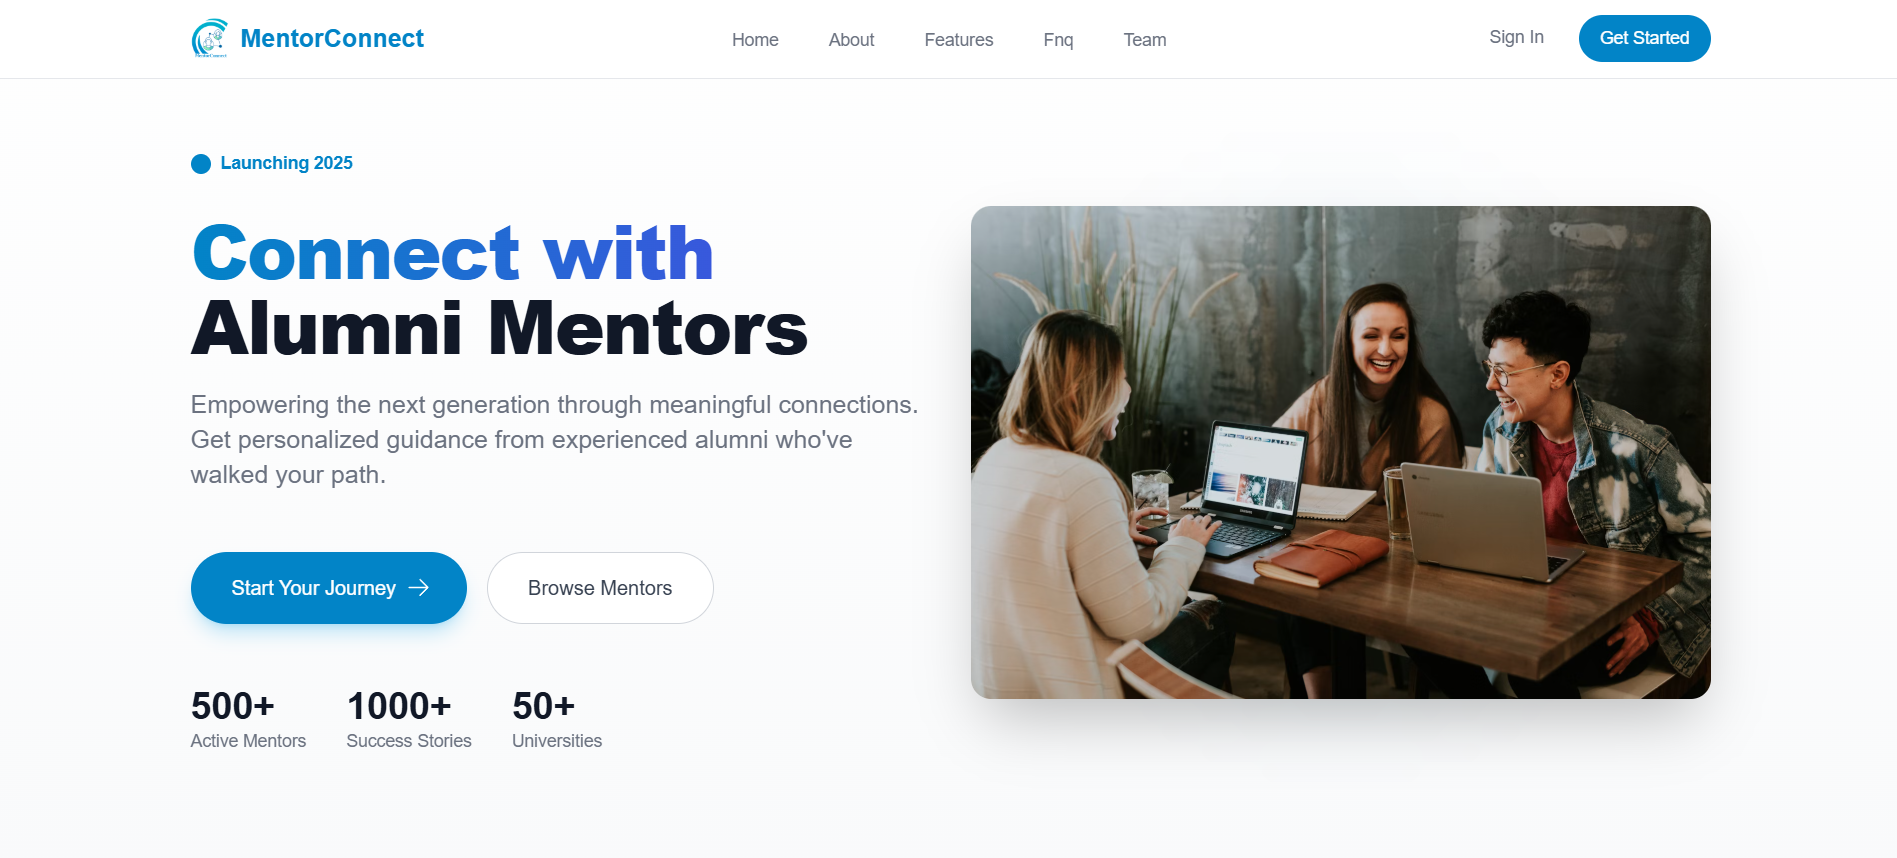 MentorConnect
Home
About
Features
Fnq
Team
Sign In
Get Started
Launching 2025
Connect with
Alumni Mentors
Empowering the next generation through meaningful connections.
Get personalized guidance from experienced alumni who've
walked your path.
Start Your Journey →
Browse Mentors
500+
Active Mentors
1000+
Success Stories
50+
Universities